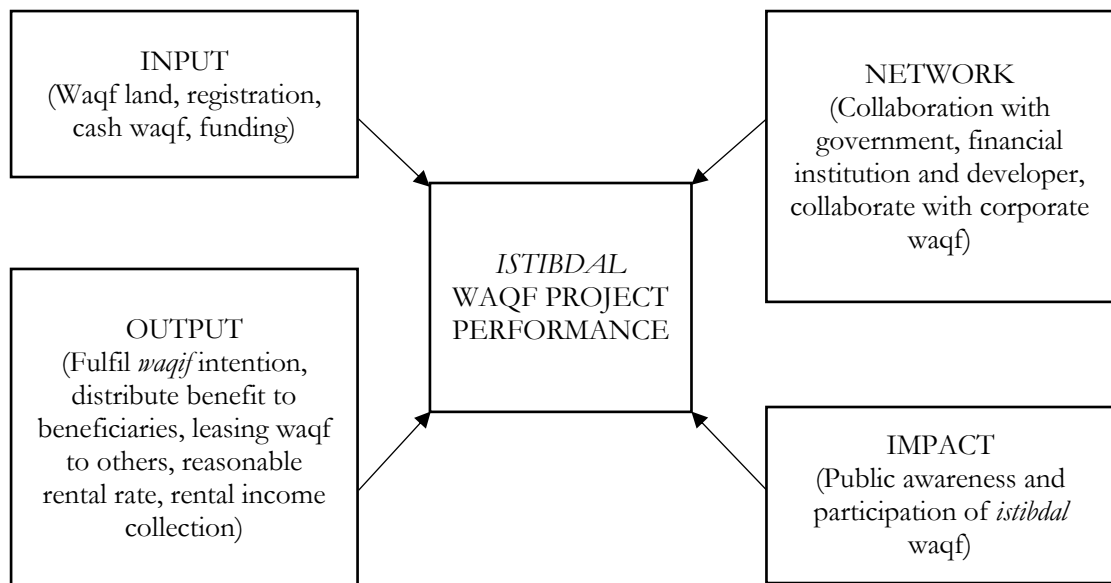 INPUT
(Waqf land, registration,
cash waqf, funding)
NETWORK
(Collaboration with
government, financial
institution and developer,
collaborate with corporate
waqf)
ISTIBDAL
WAQF PROJECT
PERFORMANCE
OUTPUT
(Fulfil waqif intention,
distribute benefit to
beneficiaries, leasing waqf
to others, reasonable
rental rate, rental income
collection)
IMPACT
(Public awareness and
participation of istibdal
waqf)